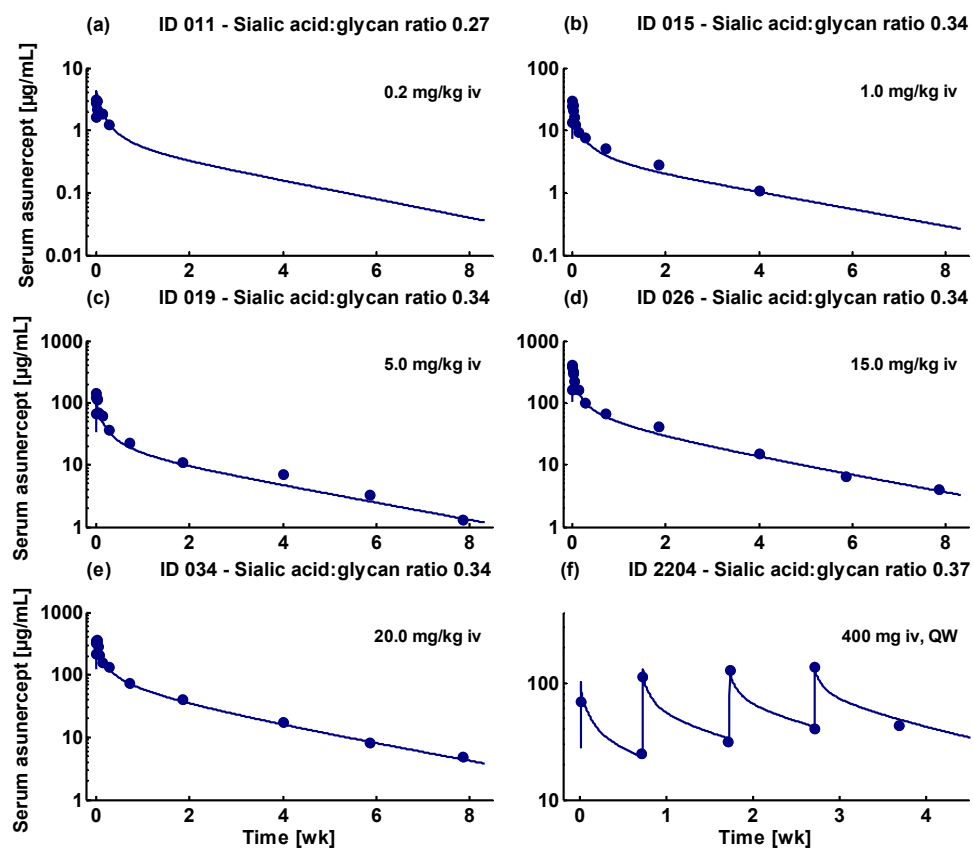 (a) ID 011 - Sialic acid:glycan ratio 0.27
(b) ID 015 - Sialic acid:glycan ratio 0.34
Serum asunercept [µg/mL]
10
1
0.1
0.01
0.2 mg/kg iv
0 2 4 6 8
100
10
1
0.1
1.0 mg/kg iv
0 2 4 6 8
(c) ID 019 - Sialic acid:glycan ratio 0.34
(d) ID 026 - Sialic acid:glycan ratio 0.34
Serum asunercept [µg/mL]
1000
100
10
1
5.0 mg/kg iv
0 2 4 6 8
1000
100
10
1
15.0 mg/kg iv
0 2 4 6 8
(e) ID 034 - Sialic acid:glycan ratio 0.34
(f) ID 2204 - Sialic acid:glycan ratio 0.37
Serum asunercept [µg/mL]
1000
100
10
1
20.0 mg/kg iv
0 2 4 6 8
Time [wk]
100
10
400 mg iv, QW
0 1 2 3 4
Time [wk]